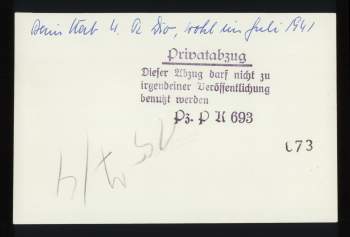 beim Stab 4. Pz Div, wohl im Juli 1941
Privatabzug
Dieser Abzug darf nicht zu
irgendeiner Veröffentlichung
benutzt werden
Pz. P K 693
673